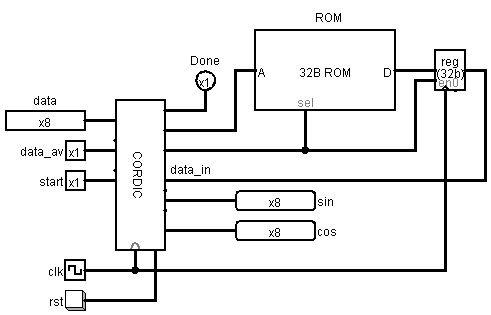 ROM
Done
x1
A
32B ROM
D
sel
reg
(32b)
en0
data
x8
data_av
x1
start
x1
CORDIC
data_in
x8
sin
x8
cos
clk
rst